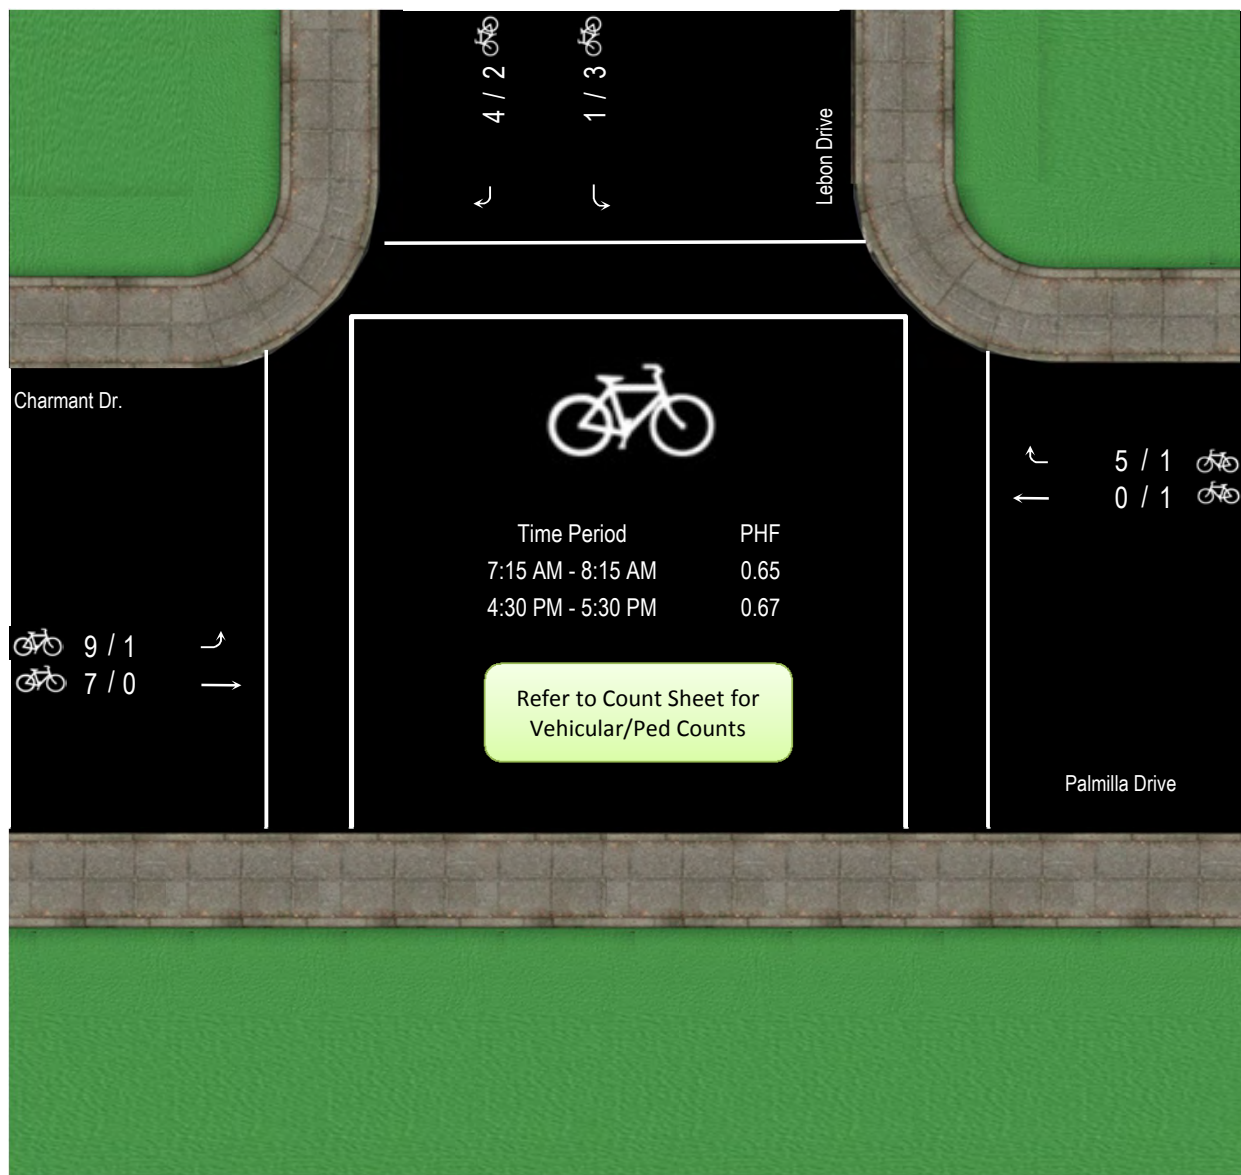 4 / 2
1 / 3
Lebon Drive
Charmant Dr.
5 / 1
0 / 1
Time Period PHF
7:15 AM - 8:15 AM 0.65
4:30 PM - 5:30 PM 0.67
9 / 1
7 / 0
Refer to Count Sheet for
Vehicular/Ped Counts
Palmilla Drive